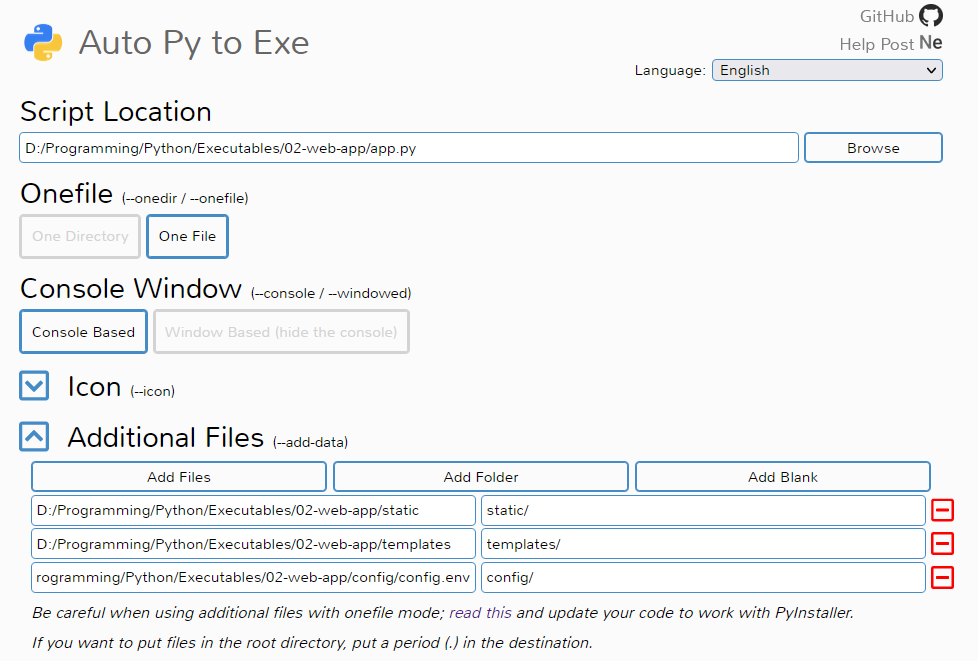 Auto Py to Exe
GitHub
Help Post Ne
Language: English
Script Location
D:/Programming/Python/Executables/02-web-app/app.py Browse
Onefile (--onedir / --onefile)
One Directory One File
Console Window (--console / --windowed)
Console Based Window Based (hide the console)
Icon (--icon)
Additional Files (--add-data)
Add Files Add Folder Add Blank
D:/Programming/Python/Executables/02-web-app/static static/
D:/Programming/Python/Executables/02-web-app/templates templates/
rogramming/Python/Executables/02-web-app/config/config.env config/
Be careful when using additional files with onefile mode; read this and update your code to work with PyInstaller.
If you want to put files in the root directory, put a period (.) in the destination.